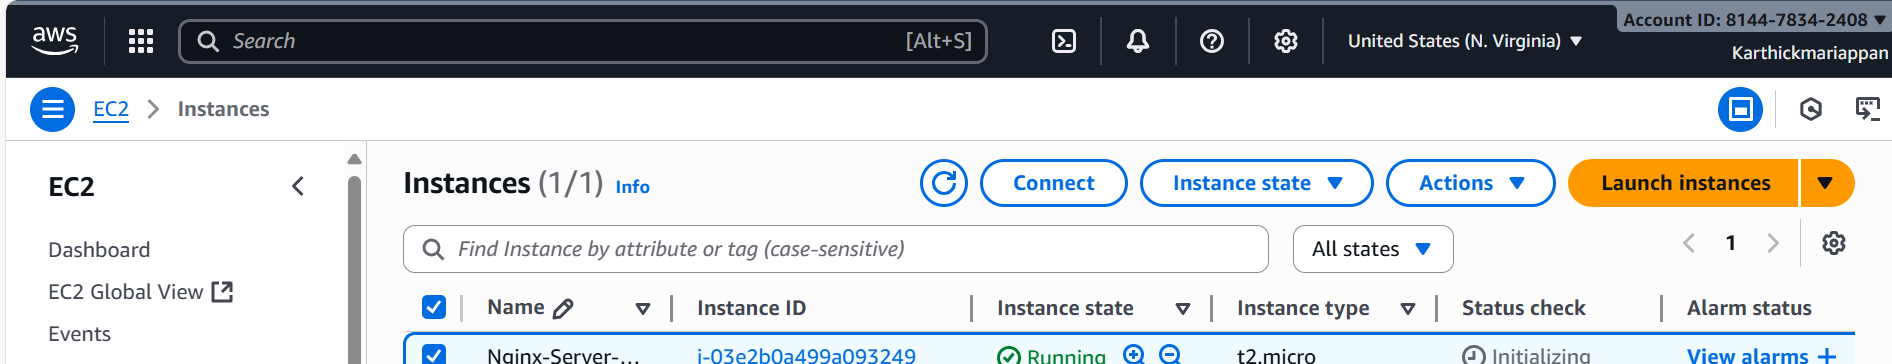 aws
Search
[Alt+S]
United States (N. Virginia)
Account ID: 8144-7834-2408
Karthickmariappan
EC2
Instances
EC2
Dashboard
EC2 Global View
Events
Instances (1/1) Info
Connect
Instance state
Actions
Launch instances
Find Instance by attribute or tag (case-sensitive)
All states
1
Name
Instance ID
Instance state
Instance type
Status check
Alarm status
Nginx-Server-...
i-03e2b0a499a093249
Running
t2.micro
Initializing
View alarms +